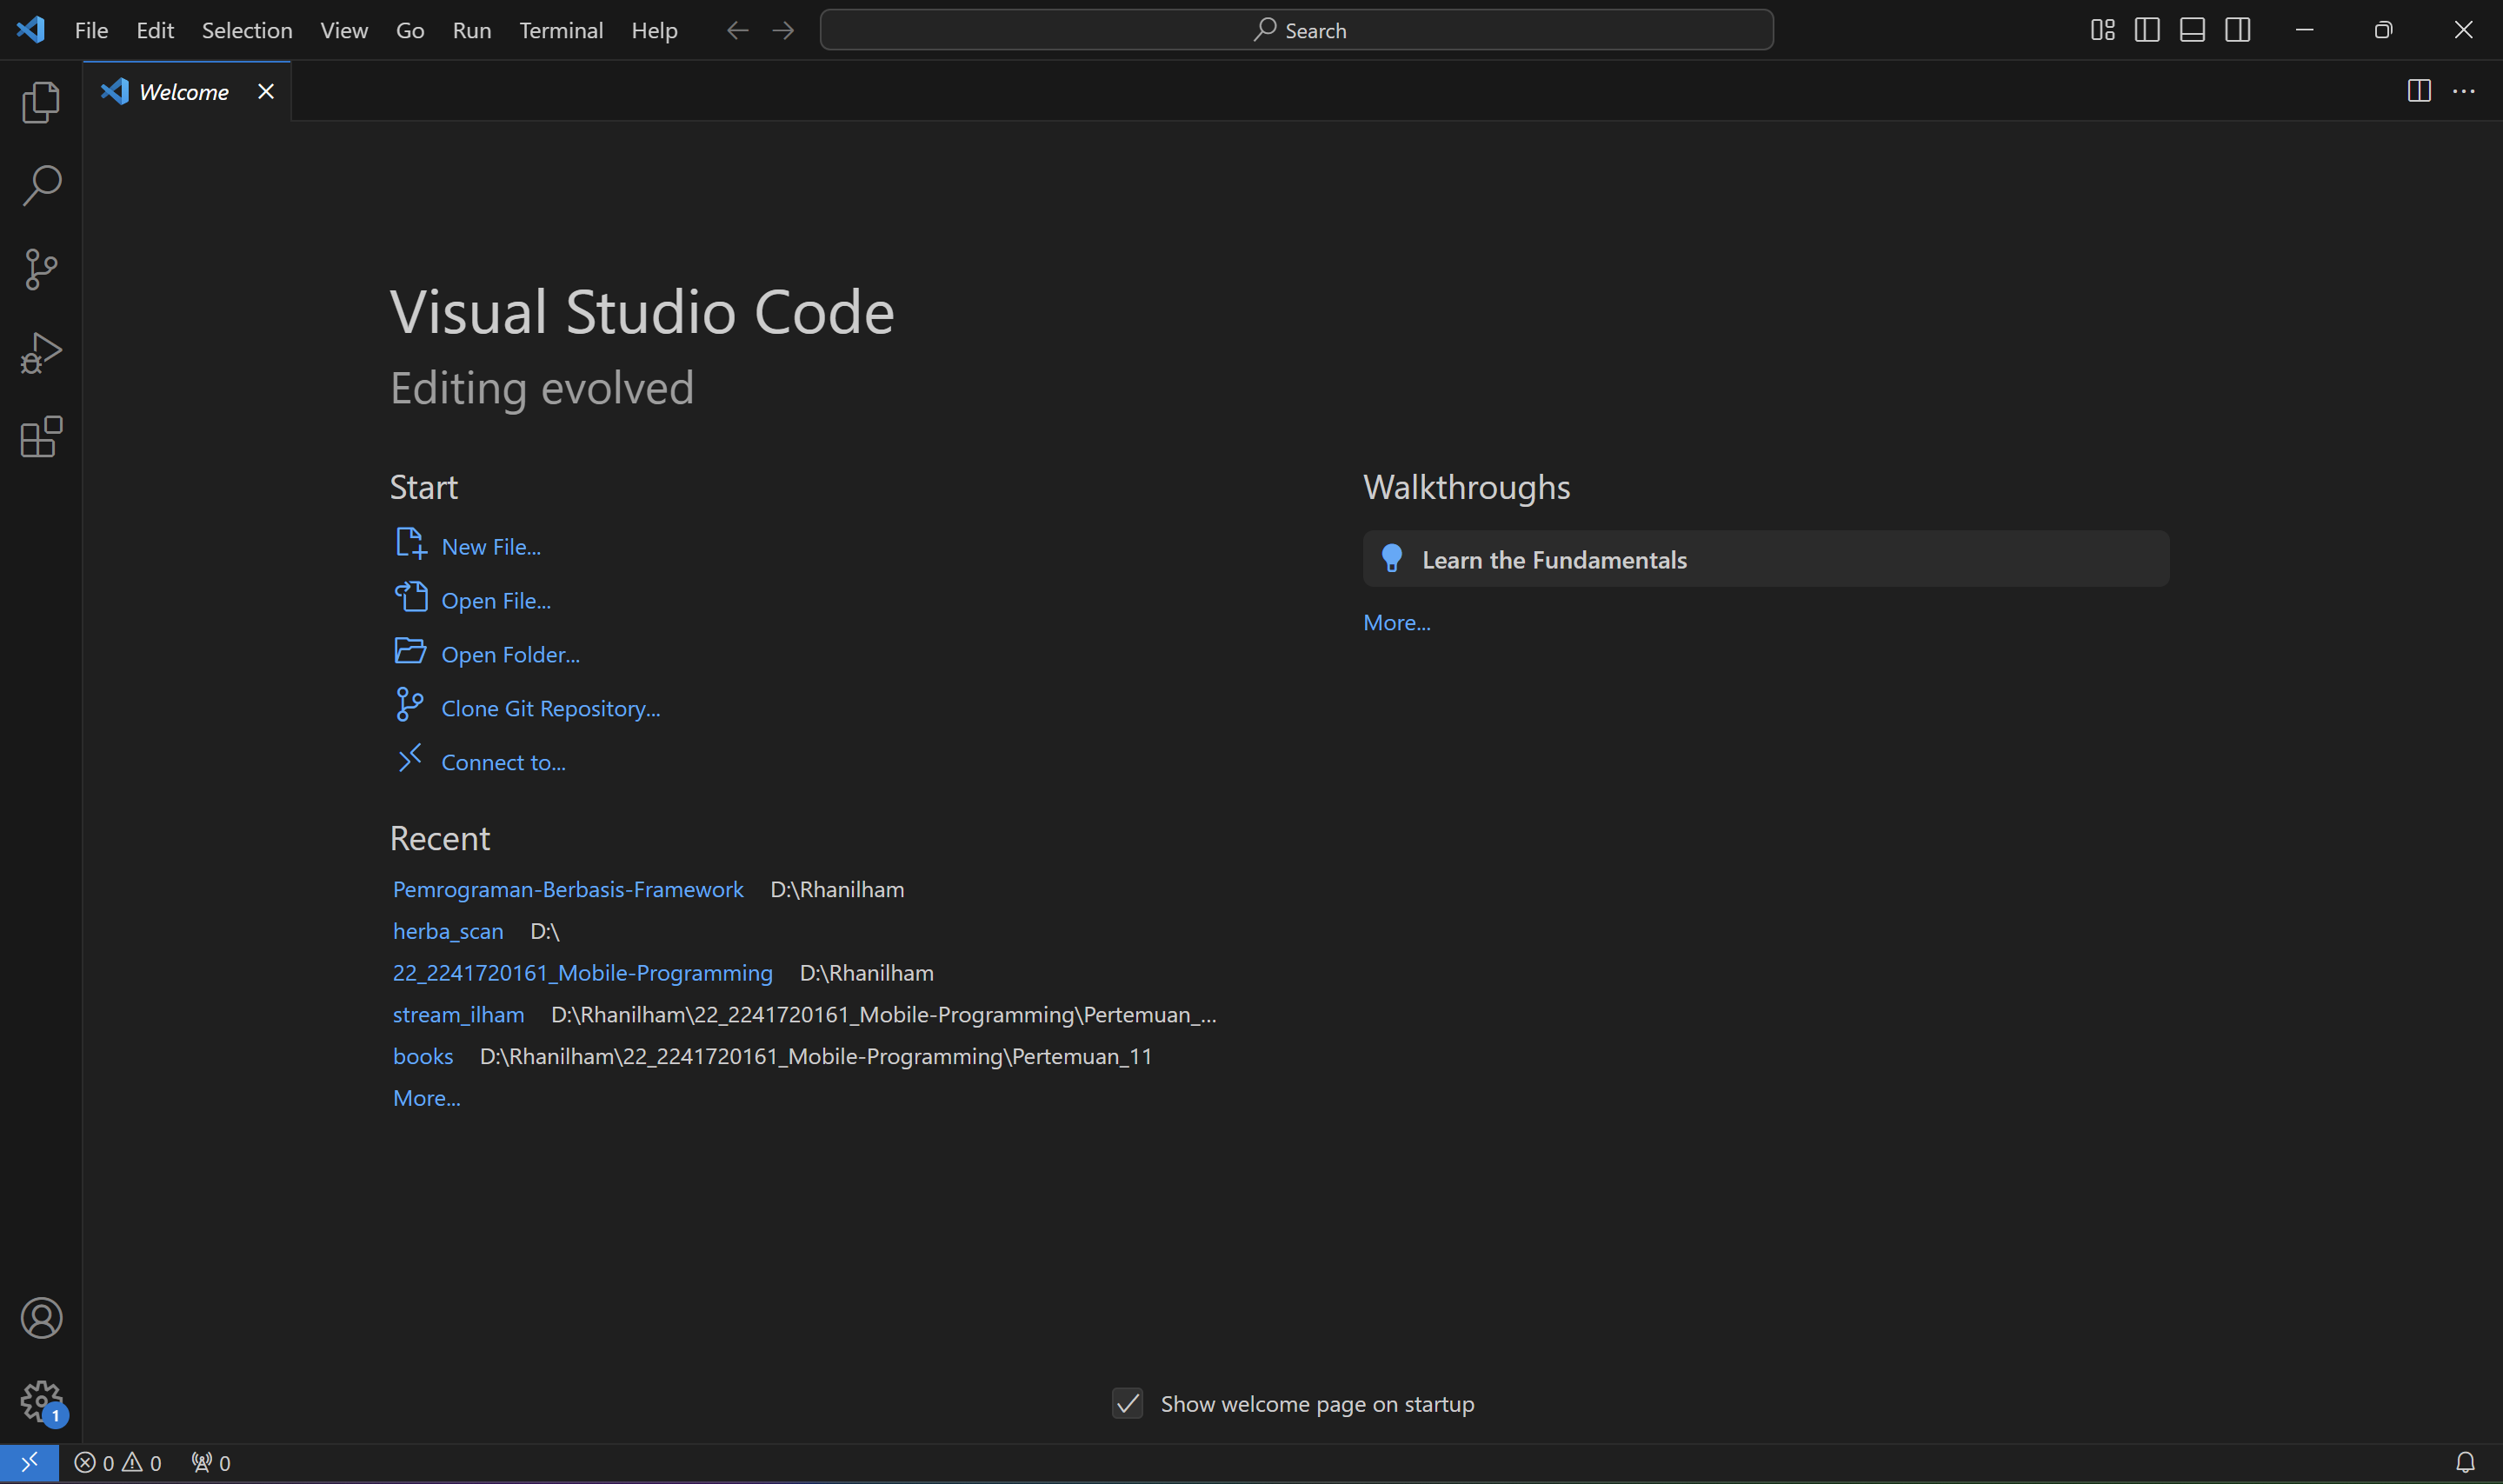 File Edit Selection View Go Run Terminal Help
Search
Welcome
Visual Studio Code
Editing evolved
Start
New File...
Open File...
Open Folder...
Clone Git Repository...
Connect to...
Recent
Pemrograman-Berbasis-Framework D:\Rhanilham
herba_scan D:\
22_2241720161_Mobile-Programming D:\Rhanilham
stream_ilham D:\Rhanilham\22_2241720161_Mobile-Programming\Pertemuan_...
books D:\Rhanilham\22_2241720161_Mobile-Programming\Pertemuan_11
More...
Walkthroughs
Learn the Fundamentals
More...
Show welcome page on startup
1
0 0 0